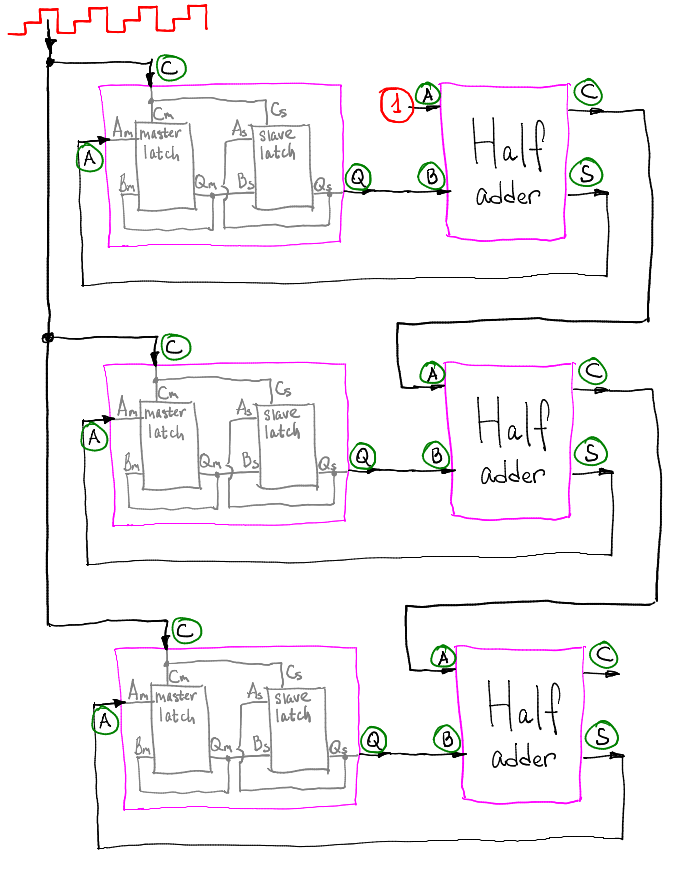 C
1 A C
Cm Cs
Am master As slave
latch latch
Half
adder
A
Bm Qm Bs Qs Q B S
C
A C
Cm Cs
Am master As slave
latch latch
Half
adder
A
Bm Qm Bs Qs Q B S
C
A C
Cm Cs
Am master As slave
latch latch
Half
adder
A
Bm Qm Bs Qs Q B S